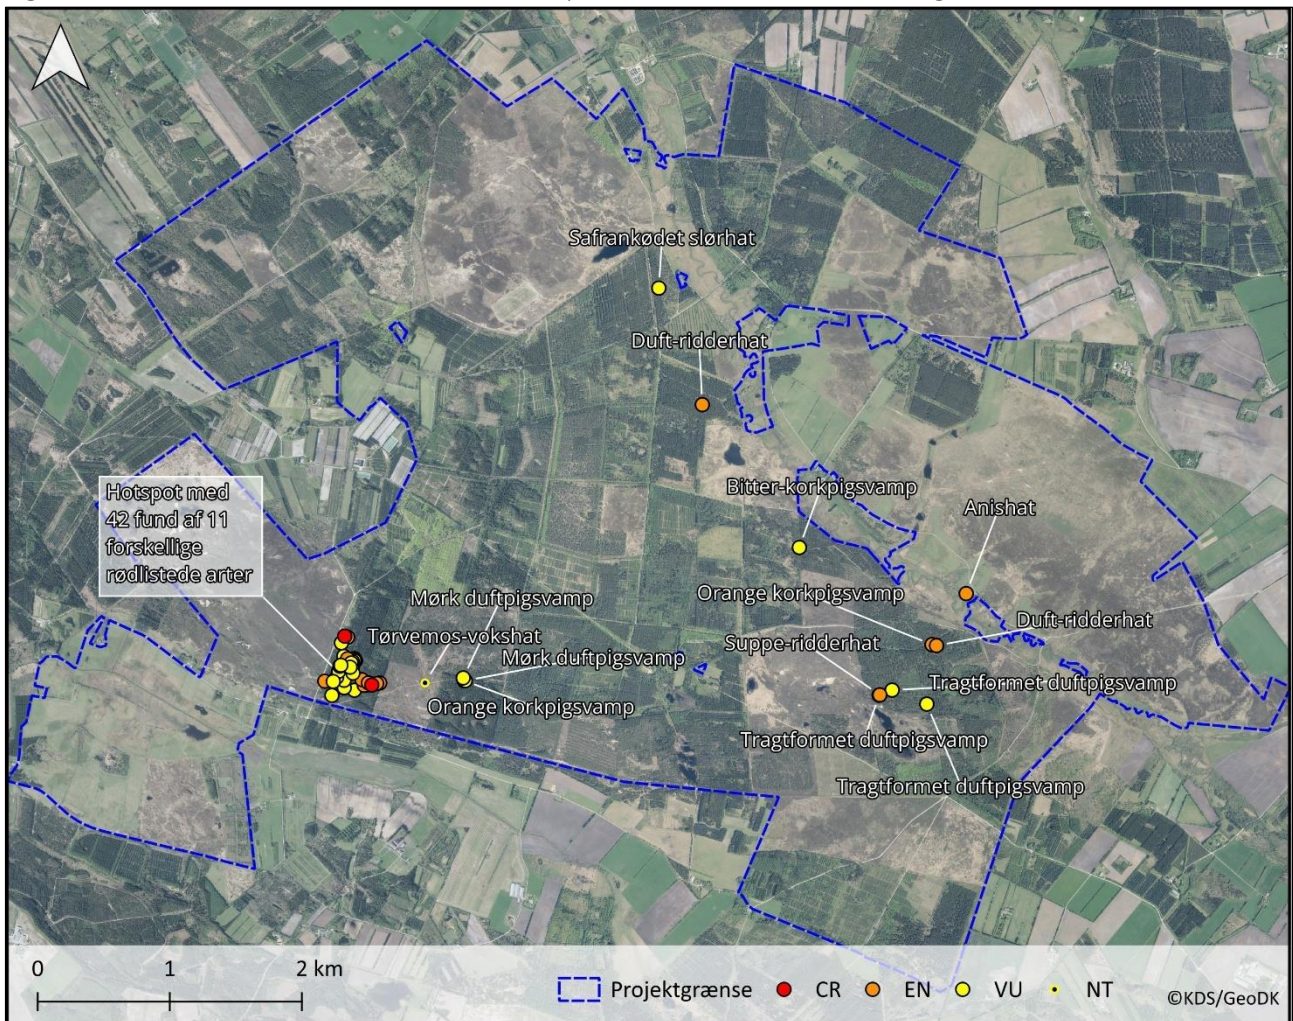 Safrankødet slørhat
Duft-ridderhat
Hotspot med
42 fund af 11
forskellige
rødlistede arter
Bitter-korkpigsvamp
Anishat
Orange korkpigsvamp
Mørk duftpigsvamp
Duft-ridderhat
Tørvemos-vokshat
Suppe-ridderhat
Mørk duftpigsvamp
Tragtformet duftpigsvamp
Orange korkpigsvamp
Tragtformet duftpigsvamp
Tragtformet duftpigsvamp
0 1 2 km
Projektgrænse CR EN VU NT
©KDS/GeoDK